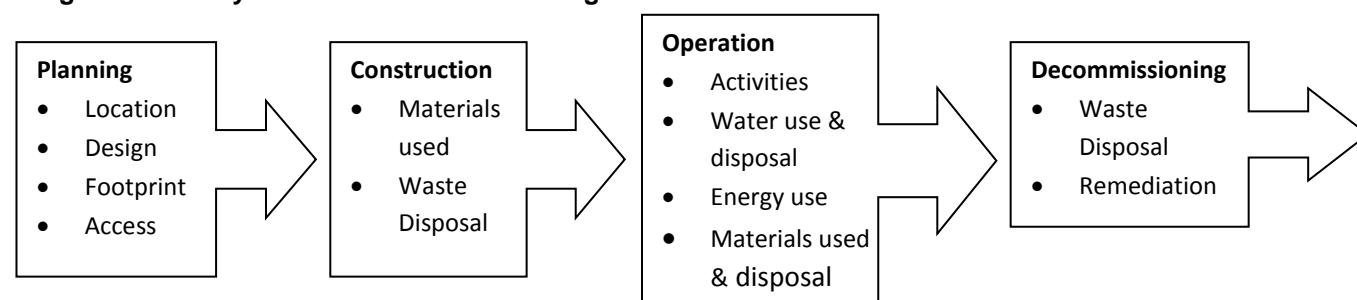 Planning
• Location
• Design
• Footprint
• Access
Construction
• Materials
used
• Waste
Disposal
Operation
• Activities
• Water use &
disposal
• Energy use
• Materials used
& disposal
Decommissioning
• Waste
Disposal
• Remediation